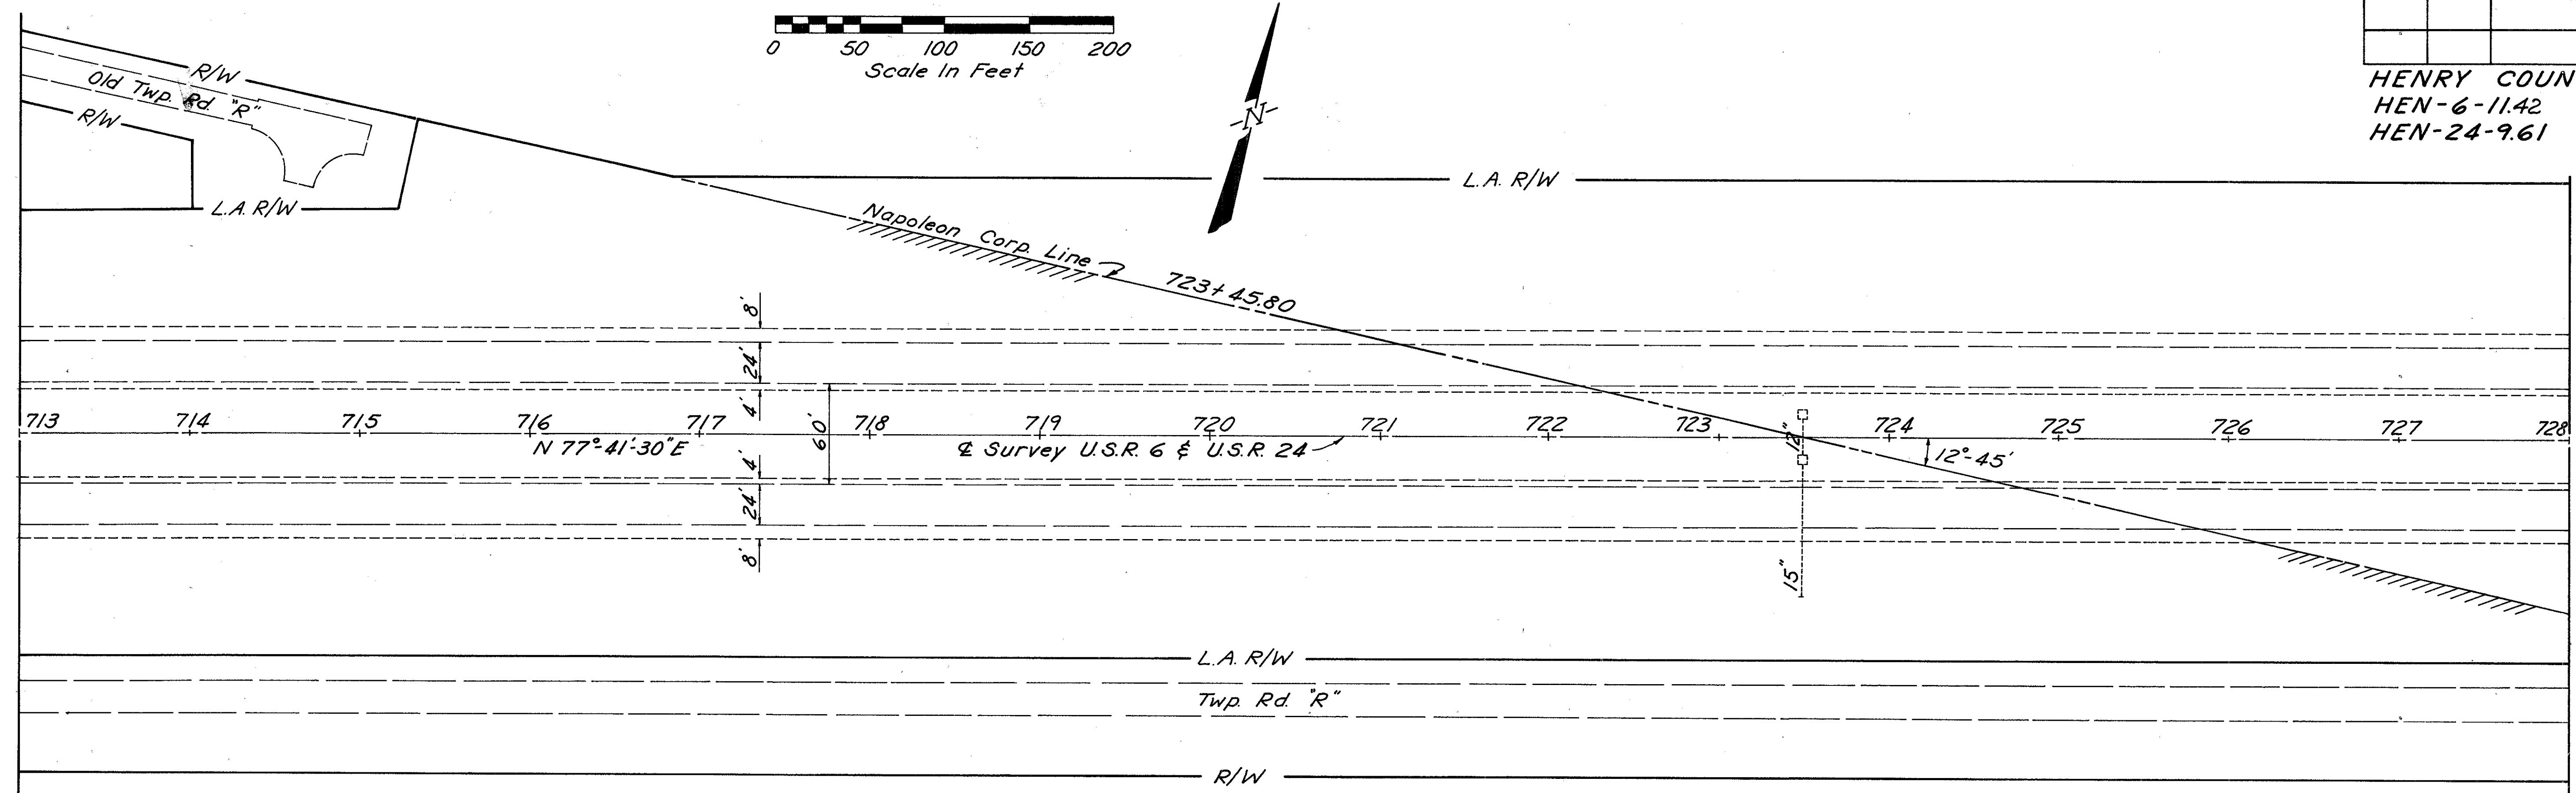 0 50 100 150 200
Scale In Feet
N
HENRY COUN
HEN-6-11.42
HEN-24-9.61
R/W
Old Twp. Rd. "R"
R/W
L.A. R/W
L.A. R/W
Napoleon Corp. Line
723+45.80
8'
24'
4'
60'
713 714 715 716 717 718 719 720 721 722 723 724 725 726 727 728
N 77°-41'-30"E
℄ Survey U.S.R. 6 & U.S.R. 24
12"
12°-45'
4'
24'
8'
15"
L.A. R/W
Twp. Rd. "R"
R/W